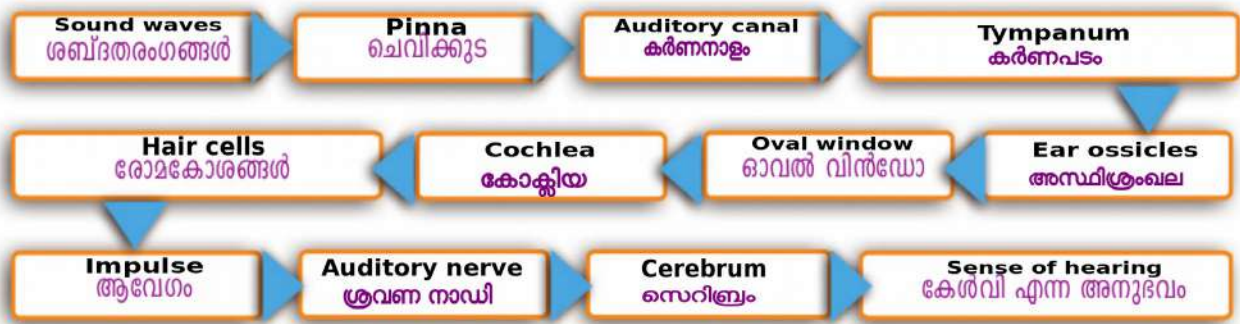 Sound waves
ശബ്ദതരംഗങ്ങൾ
Pinna
ചെവിക്കുട
Auditory canal
കർണനാളം
Tympanum
കർണപടം
Ear ossicles
അസ്ഥിശൃംഖല
Oval window
ഓവൽ വിൻഡോ
Cochlea
കോക്ലിയ
Hair cells
രോമകോശങ്ങൾ
Impulse
ആവേഗം
Auditory nerve
ശ്രവണ നാഡി
Cerebrum
സെറിബ്രം
Sense of hearing
കേൾവി എന്ന അനുഭവം